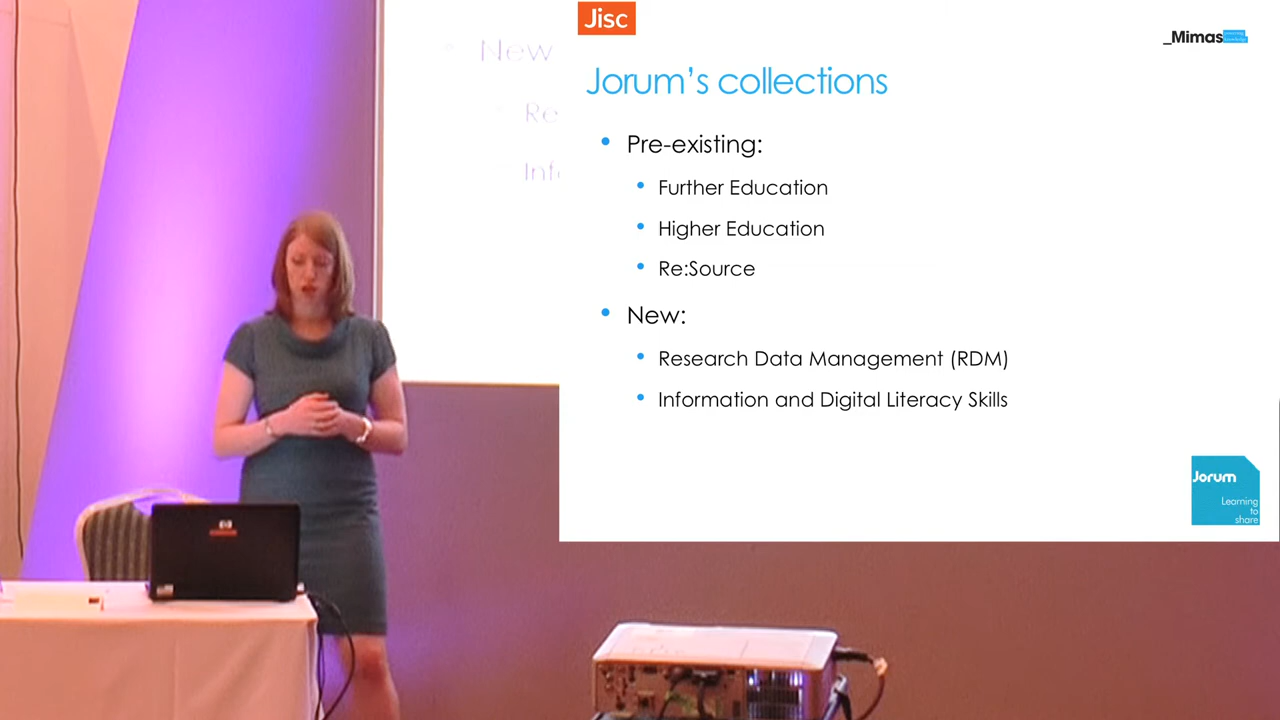 Jisc
_Mimas
Jorum's collections
• Pre-existing:
• Further Education
• Higher Education
• Re:Source
• New:
• Research Data Management (RDM)
• Information and Digital Literacy Skills
New
Re
Inf
Jorum
Learning
to
share
hp